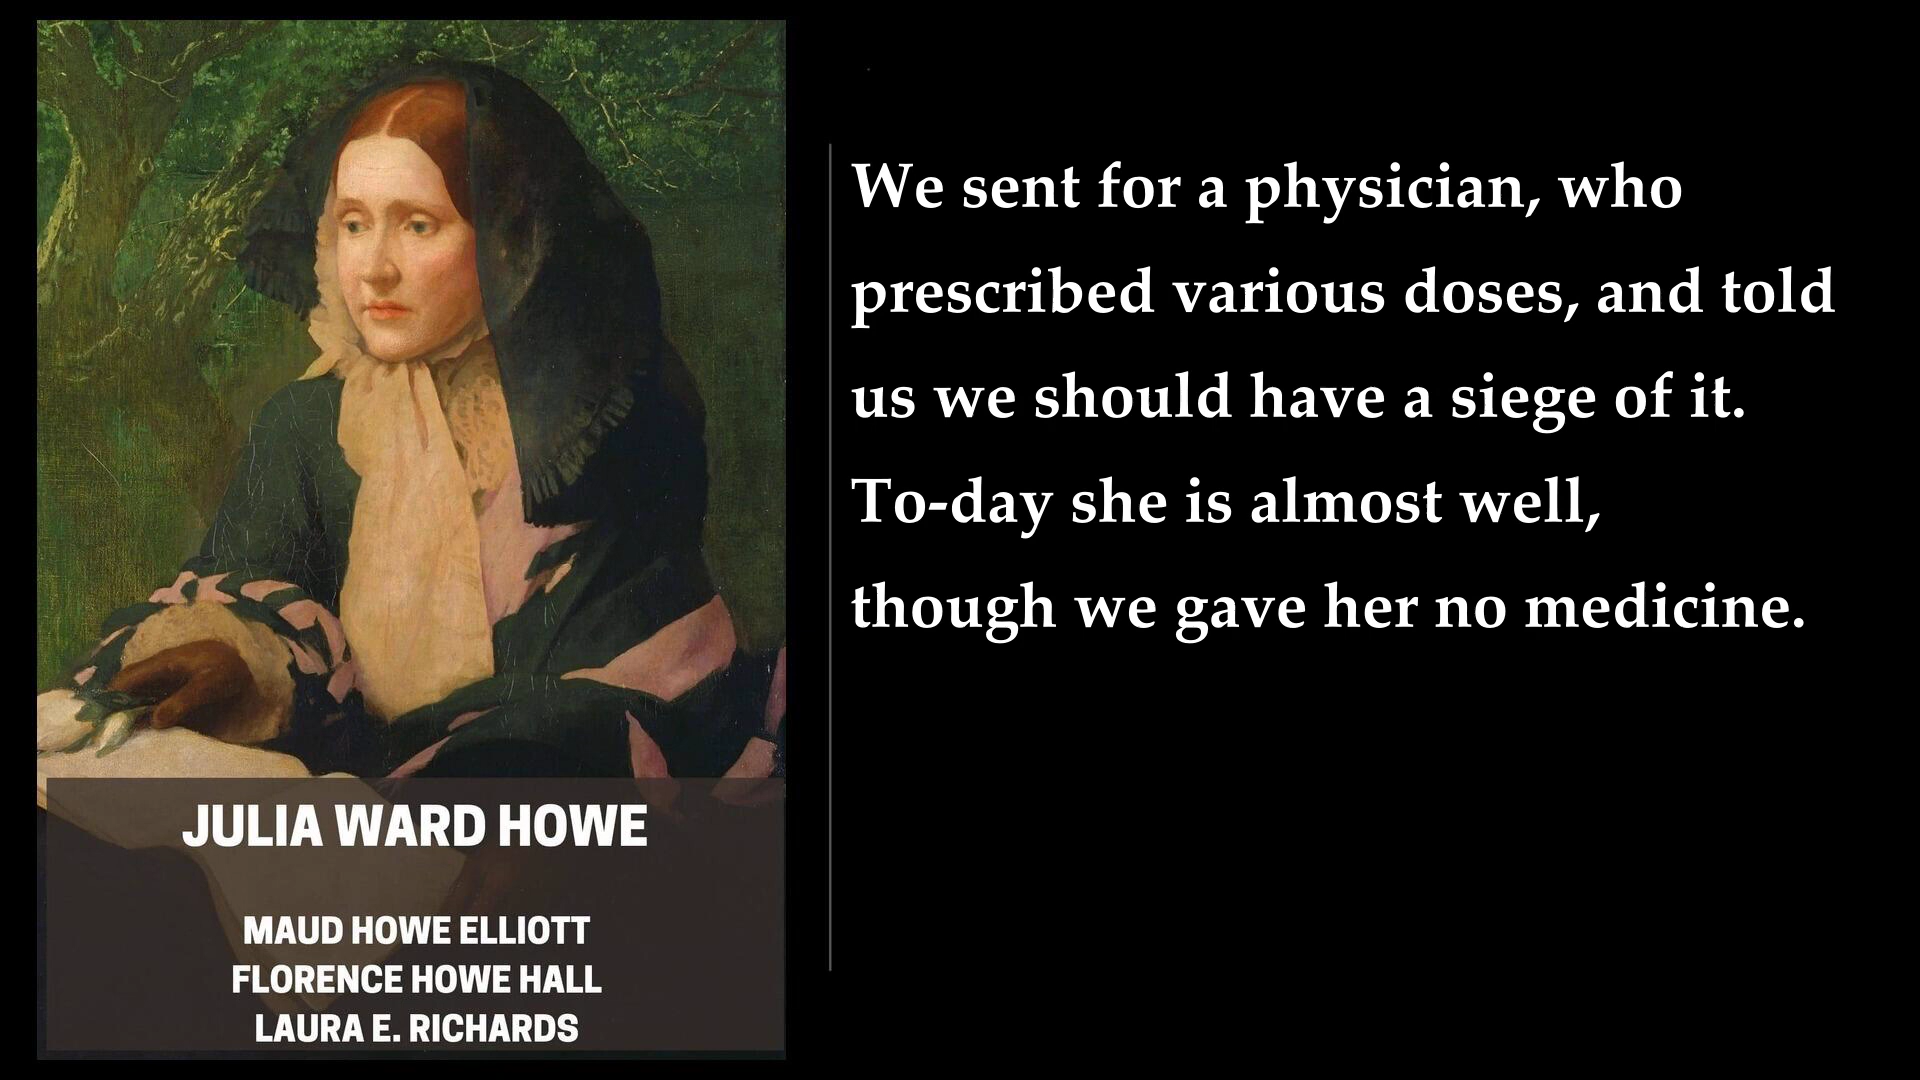 JULIA WARD HOWE
MAUD HOWE ELLIOTT
FLORENCE HOWE HALL
LAURA E. RICHARDS
We sent for a physician, who
prescribed various doses, and told
us we should have a siege of it.
To-day she is almost well,
though we gave her no medicine.